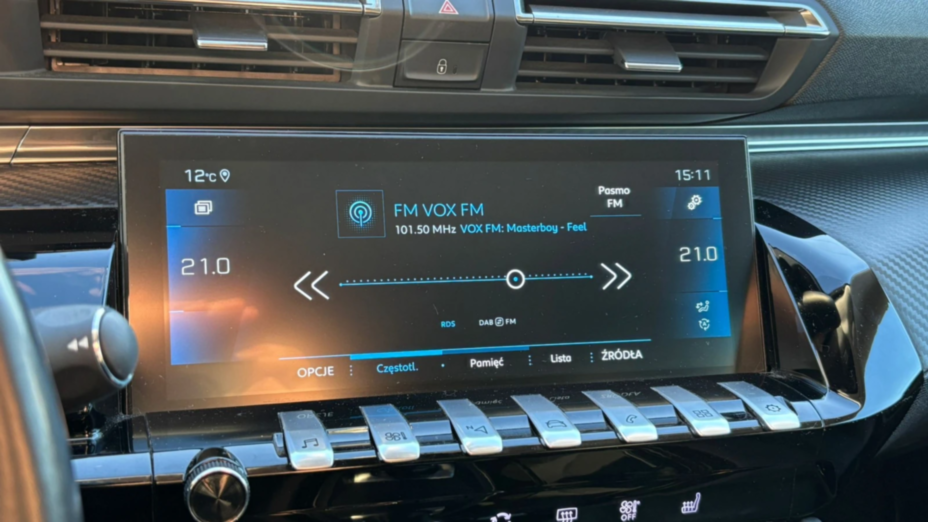 12°C
15:11
FM VOX FM
Pasmo
FM
101.50 MHz VOX FM: Masterboy - Feel
21.0
21.0
RDS
DAB FM
OPCJE
Częstotl.
Pamięć
Lista
ŹRÓDŁA
OFF